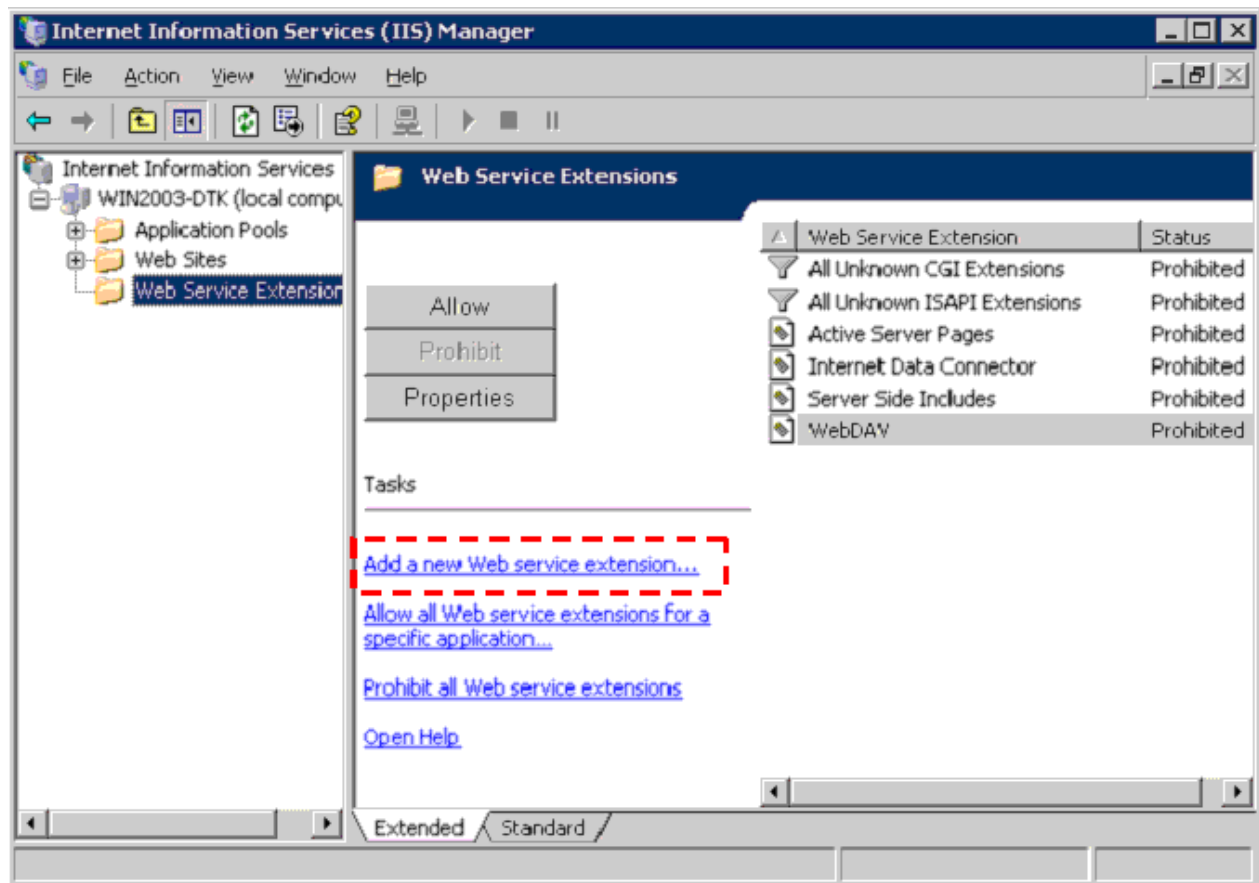 Internet Information Services (IIS) Manager
File Action View Window Help
Internet Information Services
WIN2003-DTK (local compu
Application Pools
Web Sites
Web Service Extension
Web Service Extensions
Allow
Prohibit
Properties
Tasks
Add a new Web service extension...
Allow all Web service extensions for a
specific application...
Prohibit all Web service extensions
Open Help
Web Service Extension Status
All Unknown CGI Extensions Prohibited
All Unknown ISAPI Extensions Prohibited
Active Server Pages Prohibited
Internet Data Connector Prohibited
Server Side Includes Prohibited
WebDAV Prohibited
Extended Standard